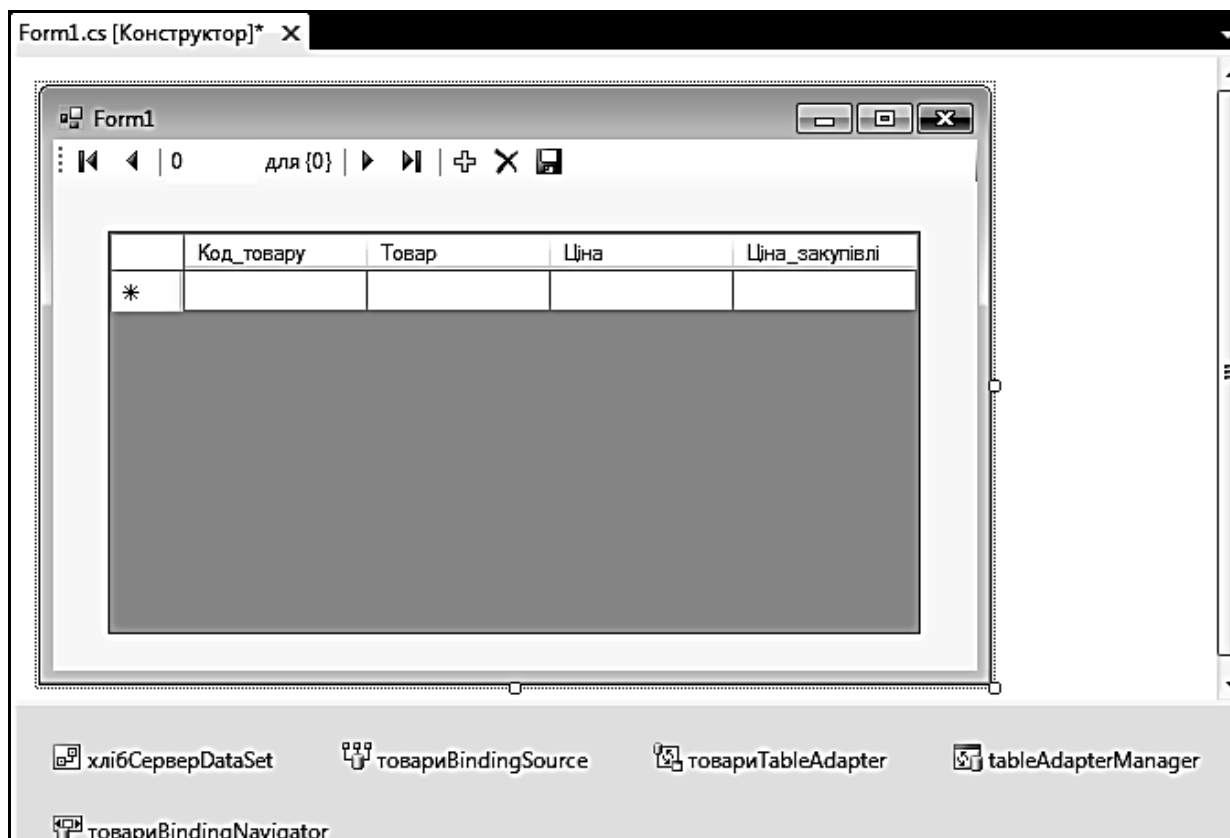 Form1.cs [Конструктор]*
Form1
0 для {0}
Код_товару Товар Ціна Ціна_закупівлі
хлібСерверDataSet товариBindingSource товариTableAdapter tableAdapterManager
товариBindingNavigator